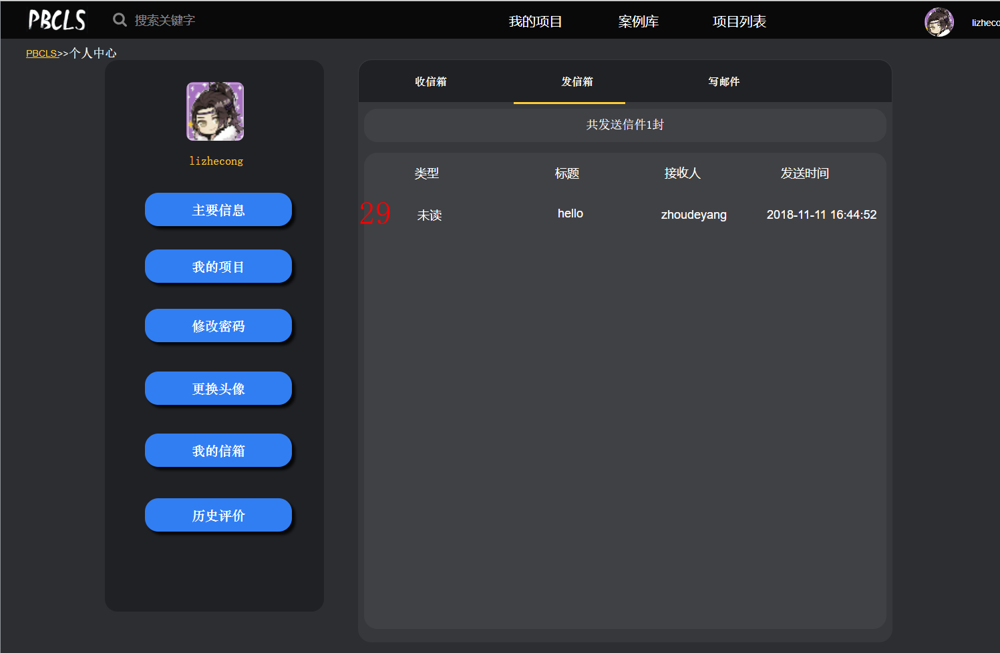 PBCLS 搜索关键字 我的项目 案例库 项目列表 lizheco
PBCLS>>个人中心
lizhecong
主要信息
我的项目
修改密码
更换头像
我的信箱
历史评价
收信箱 发信箱 写邮件
共发送信件1封
类型 标题 接收人 发送时间
29 未读 hello zhoudeyang 2018-11-11 16:44:52